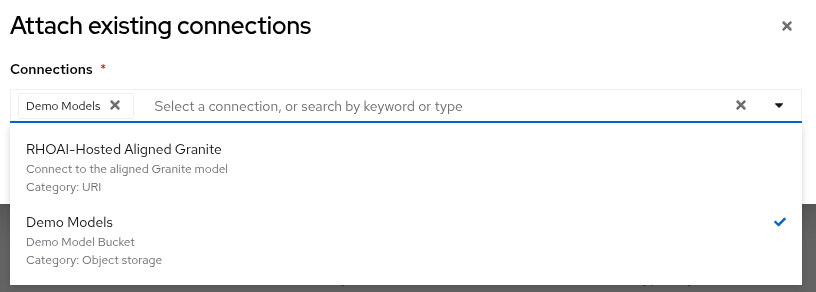 Attach existing connections
Connections *
Demo Models Select a connection, or search by keyword or type
RHOAI-Hosted Aligned Granite
Connect to the aligned Granite model
Category: URI
Demo Models
Demo Model Bucket
Category: Object storage